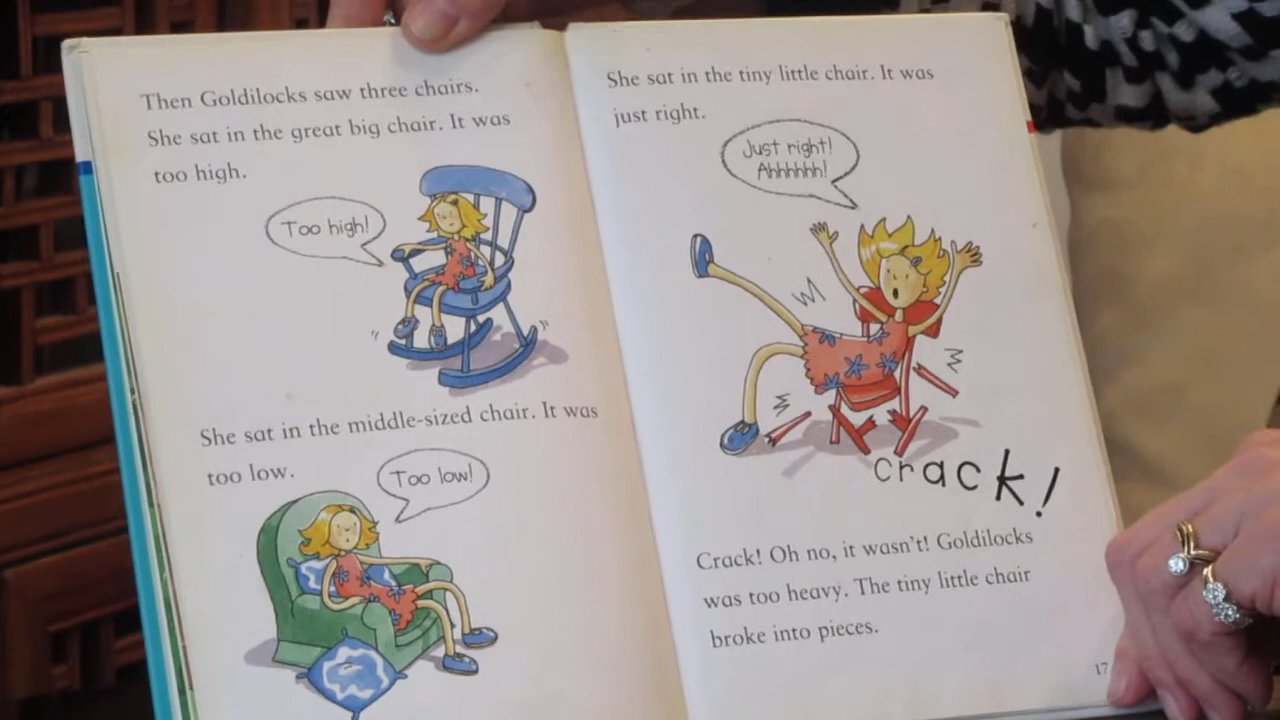 Then Goldilocks saw three chairs.
She sat in the great big chair. It was
too high.
Too high!
She sat in the middle-sized chair. It was
too low.
Too low!
She sat in the tiny little chair. It was
just right.
Just right!
Ahhhhhh!
crack!
Crack! Oh no, it wasn't! Goldilocks
was too heavy. The tiny little chair
broke into pieces.
17